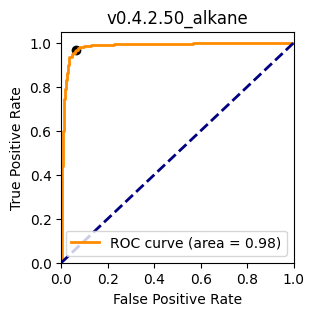 v0.4.2.50_alkane
True Positive Rate
1.0
0.8
0.6
0.4
0.2
0.0
ROC curve (area = 0.98)
0.0 0.2 0.4 0.6 0.8 1.0
False Positive Rate